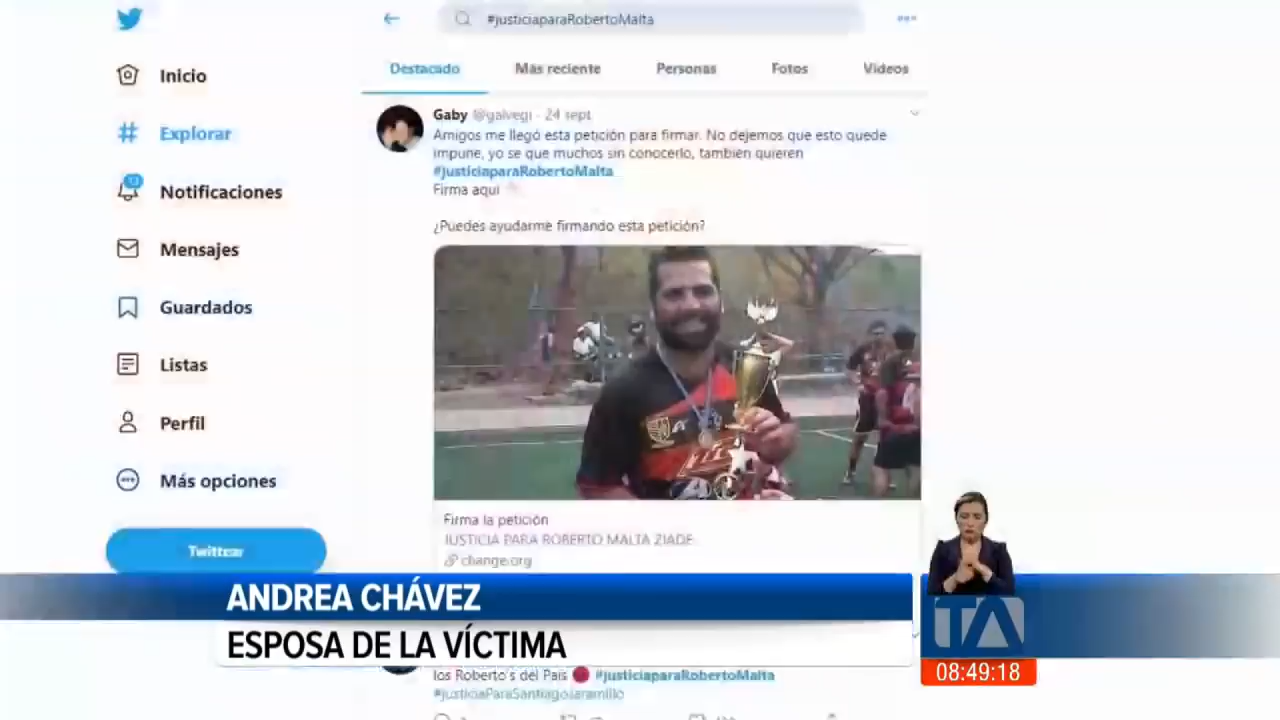 #justiciaparaRobertoMalta
Inicio
Explorar
Notificaciones
Mensajes
Guardados
Listas
Perfil
Más opciones
Twittear
Destacado Más reciente Personas Fotos Videos
Gaby @galvegi · 24 sept.
Amigos me llegó esta petición para firmar. No dejemos que esto quede
impune, yo se que muchos sin conocerlo, también quieren
#justiciaparaRobertoMalta
Firma aquí
¿Puedes ayudarme firmando esta petición?
Firma la petición
JUSTICIA PARA ROBERTO MALTA ZIADE
change.org
ANDREA CHÁVEZ
ESPOSA DE LA VÍCTIMA
TA
08:49:18
los Roberto's del País #justiciaparaRobertoMalta
#JusticiaParaSantiagoJaramillo